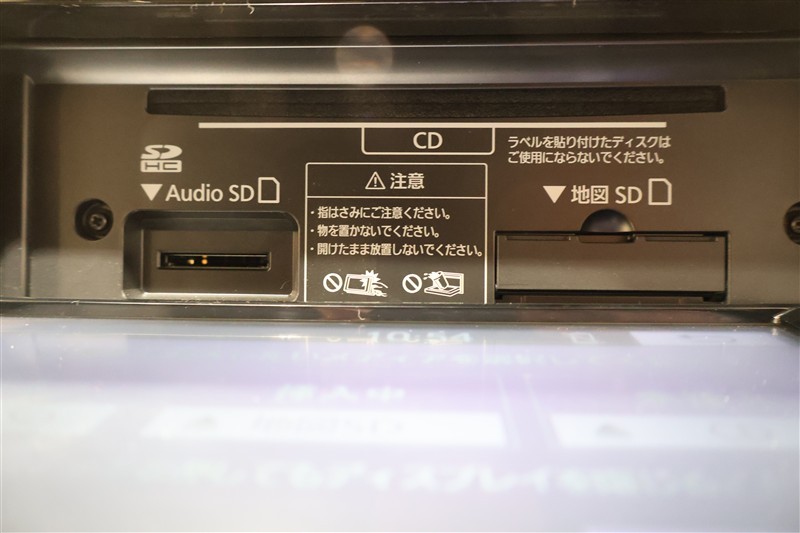 CD
ラベルを貼り付けたディスクは
ご使用にならないでください。
SD
HC
▼Audio SD
⚠注意
・指はさみにご注意ください。
・物を置かないでください。
・開けたまま放置しないでください。
▼地図 SD